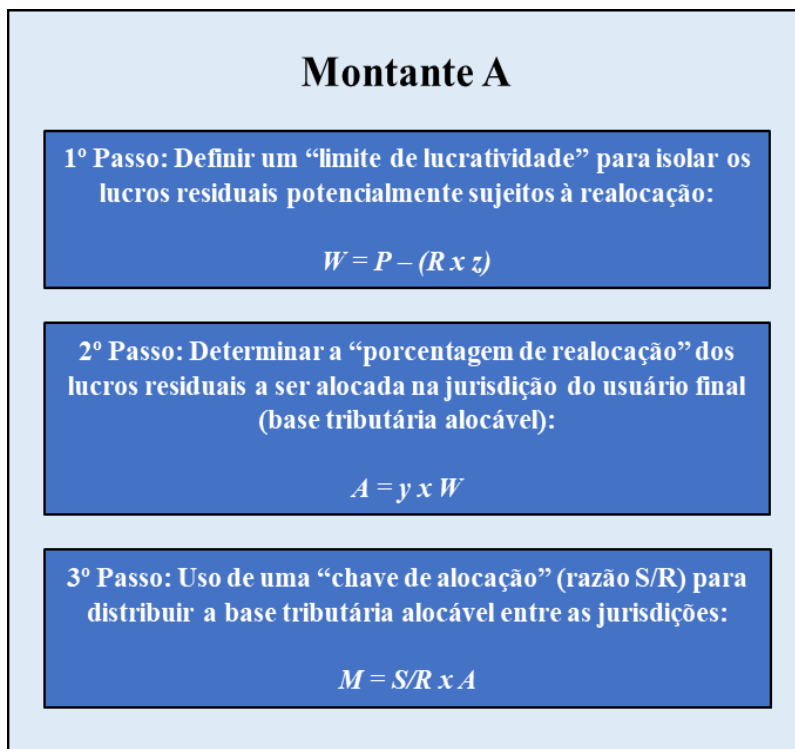 Montante A
1º Passo: Definir um “limite de lucratividade” para isolar os
lucros residuais potencialmente sujeitos à realocação:
W = P – (R x z)
2º Passo: Determinar a “porcentagem de realocação” dos
lucros residuais a ser alocada na jurisdição do usuário final
(base tributária alocável):
A = y x W
3º Passo: Uso de uma “chave de alocação” (razão S/R) para
distribuir a base tributária alocável entre as jurisdições:
M = S/R x A